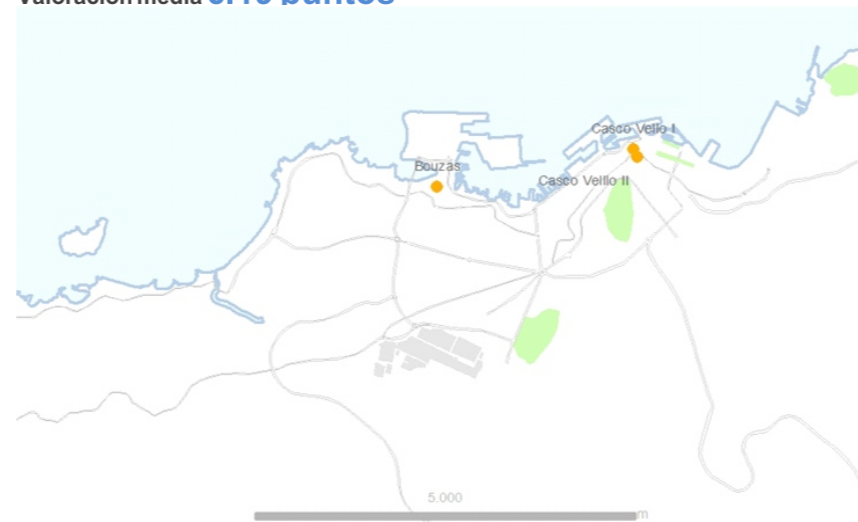 Valoración media
Casco Vello I
Bouzas
Casco Vello II
5.000
m